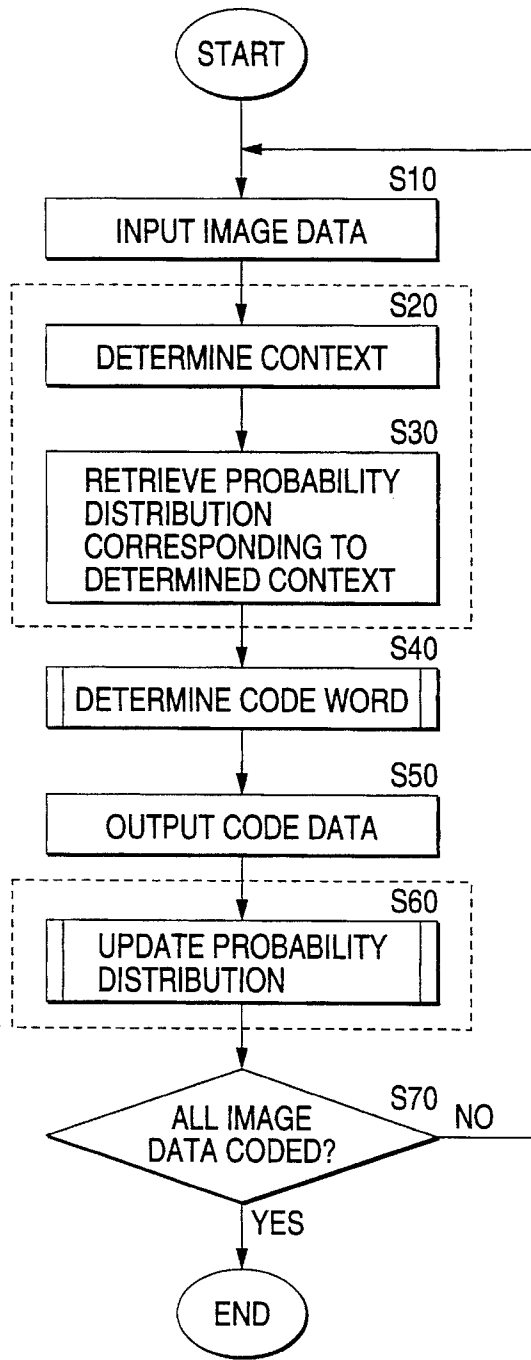 START
S10
INPUT IMAGE DATA
S20
DETERMINE CONTEXT
S30
RETRIEVE PROBABILITY
DISTRIBUTION
CORRESPONDING TO
DETERMINED CONTEXT
S40
DETERMINE CODE WORD
S50
OUTPUT CODE DATA
S60
UPDATE PROBABILITY
DISTRIBUTION
S70
ALL IMAGE
DATA CODED?
NO
YES
END